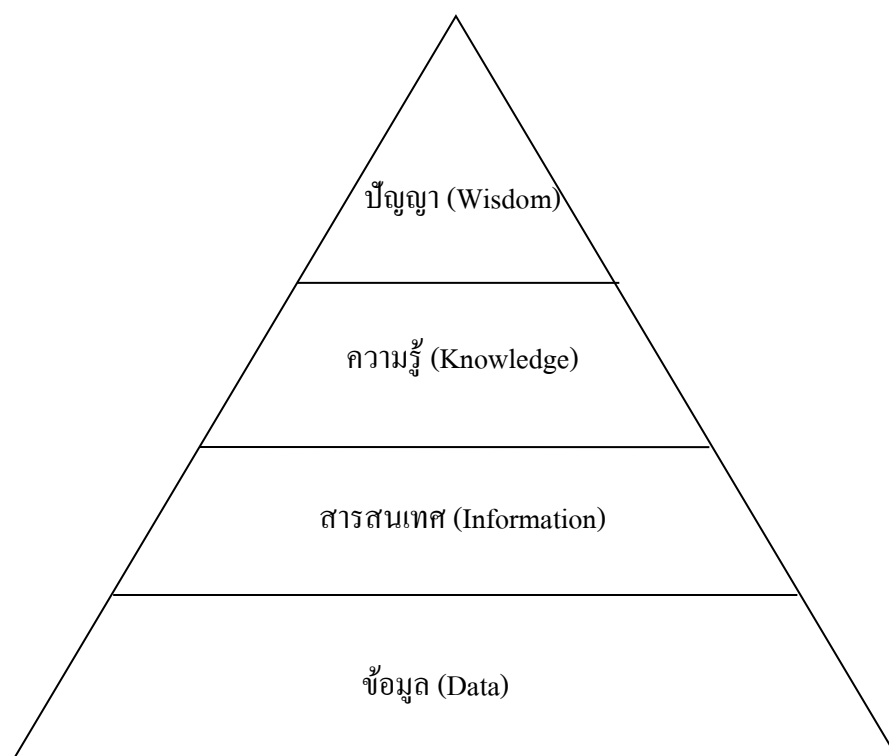 ปัญญา (Wisdom)
ความรู้ (Knowledge)
สารสนเทศ (Information)
ข้อมูล (Data)